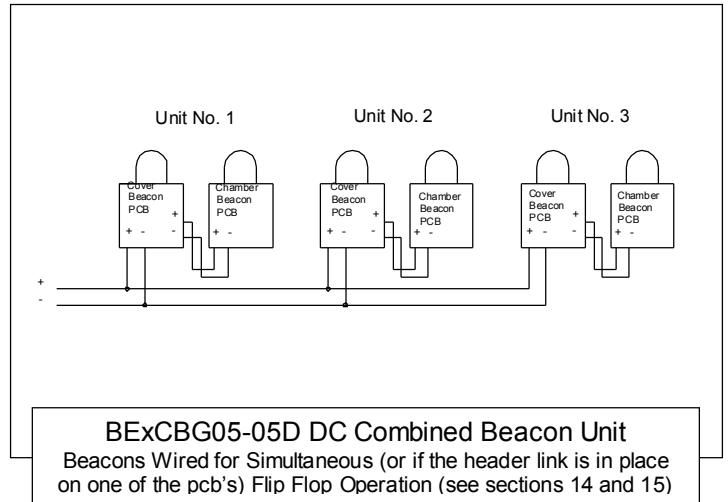 Unit No. 1
Unit No. 2
Unit No. 3
Cover
Beacon
PCB
+
-
+ -
Chamber
Beacon
PCB
+ -
Cover
Beacon
PCB
+
-
+ -
Chamber
Beacon
PCB
+ -
Cover
Beacon
PCB
+
-
+ -
Chamber
Beacon
PCB
+ -
+
-
BExCBG05-05D DC Combined Beacon Unit
Beacons Wired for Simultaneous (or if the header link is in place
on one of the pcb's) Flip Flop Operation (see sections 14 and 15)